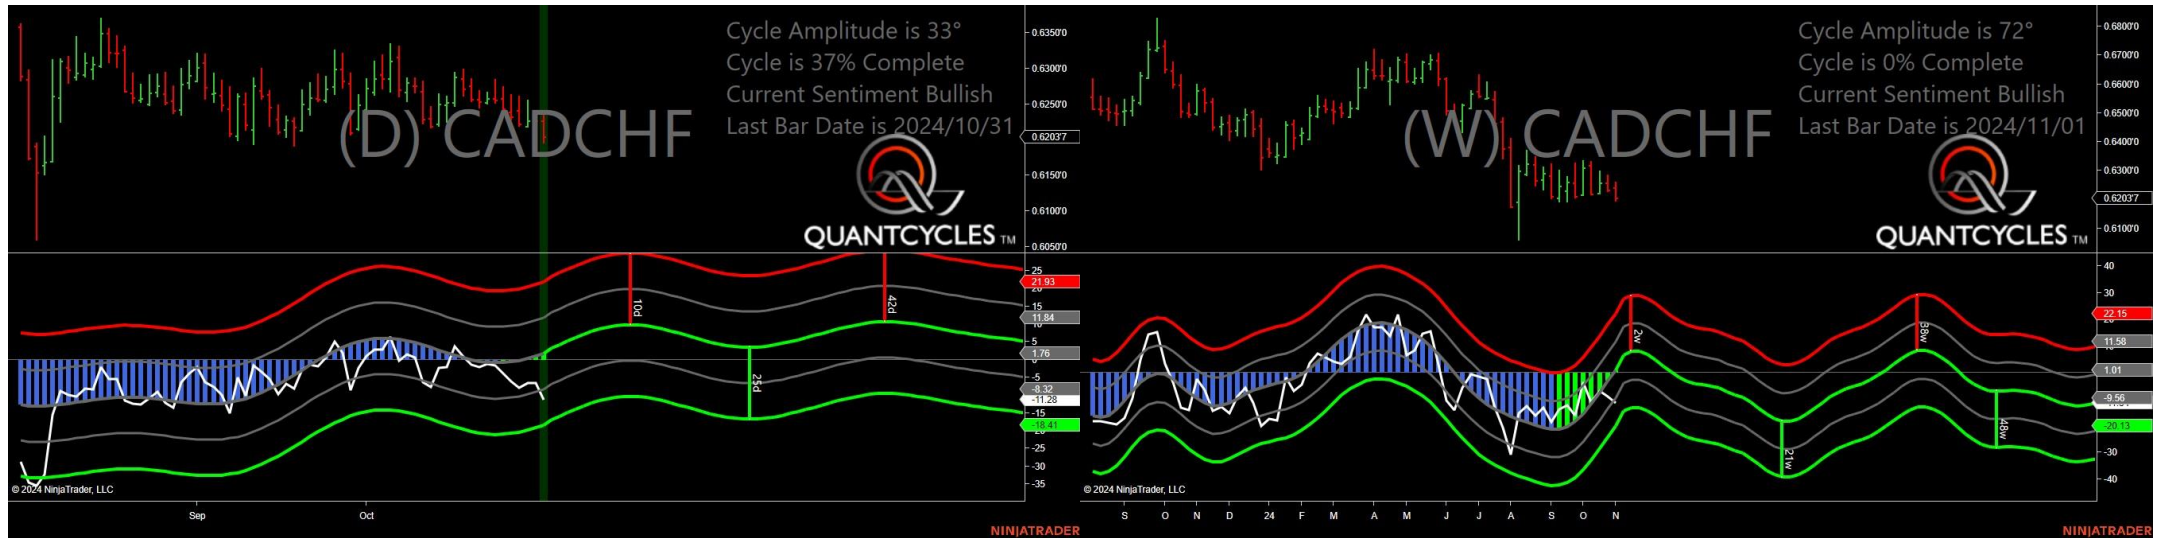 Cycle Amplitude is 33°
Cycle is 37% Complete
Current Sentiment Bullish
Last Bar Date is 2024/10/31
(D) CADCHF
QUANTCYCLES TM
0.6350'0
0.6300'0
0.6250'0
0.6203'7
0.6150'0
0.6100'0
0.6050'0
10d
25d
42d
25
21.93
20
15
11.84
10
5
1.76
-5
-8.32
-11.28
-15
-18.41
-25
-30
-35
© 2024 NinjaTrader, LLC
Sep Oct
NINJATRADER
Cycle Amplitude is 72°
Cycle is 0% Complete
Current Sentiment Bullish
Last Bar Date is 2024/11/01
(W) CADCHF
QUANTCYCLES TM
0.6800'0
0.6700'0
0.6600'0
0.6500'0
0.6400'0
0.6300'0
0.6203'7
0.6100'0
2w
21w
38w
48w
40
30
22.15
11.58
1.01
-9.56
-20.13
-30
-40
© 2024 NinjaTrader, LLC
S O N D 24 F M A M J J A S O N
NINJATRADER